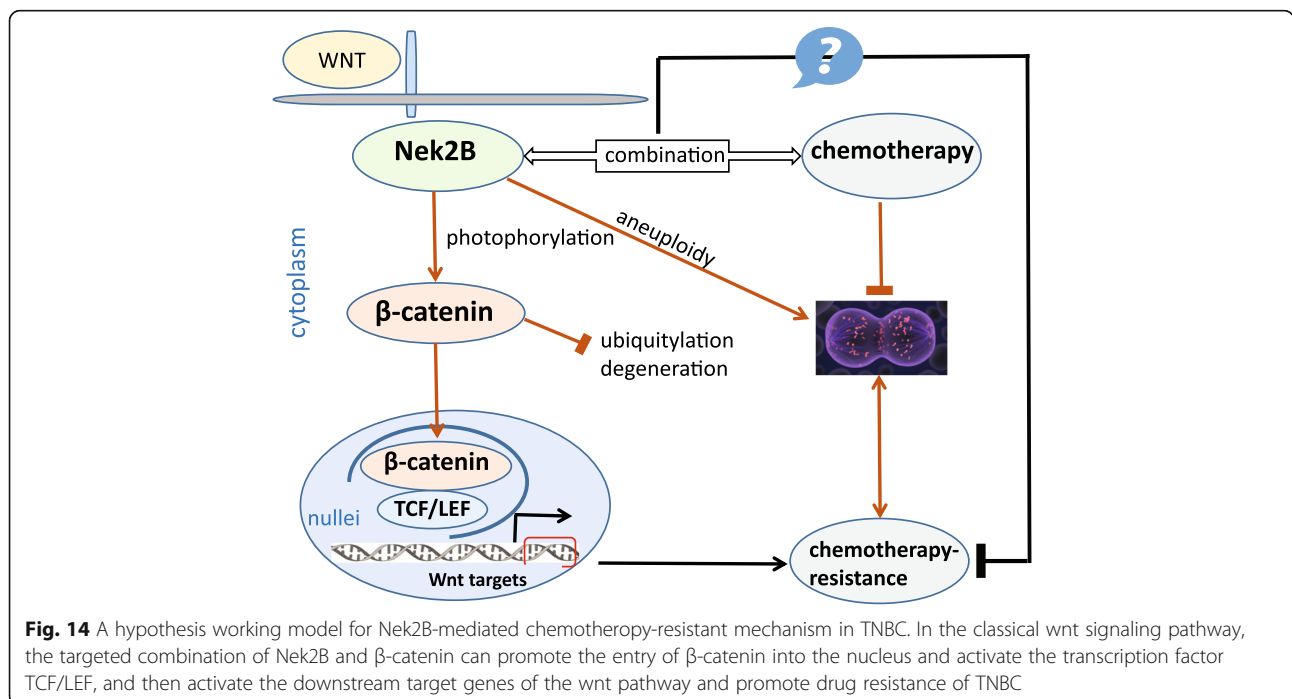 WNT
?
Nek2B
combination
chemotherapy
photophorylation
aneuploidy
cytoplasm
β-catenin
ubiquitylation
degeneration
β-catenin
TCF/LEF
nullei
Wnt targets
chemotherapy-
resistance
Fig. 14 A hypothesis working model for Nek2B-mediated chemotherapy-resistant mechanism in TNBC. In the classical wnt signaling pathway,
the targeted combination of Nek2B and β-catenin can promote the entry of β-catenin into the nucleus and activate the transcription factor
TCF/LEF, and then activate the downstream target genes of the wnt pathway and promote drug resistance of TNBC